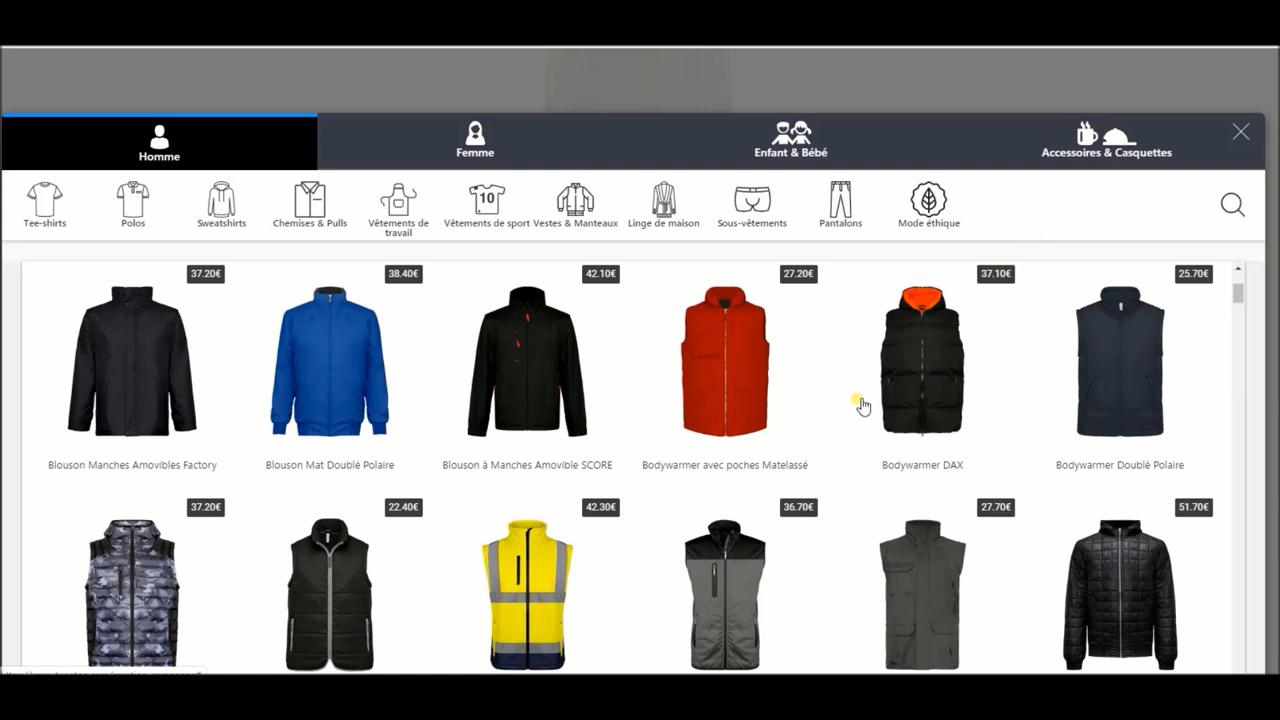 Homme
Femme
Enfant & Bébé
Accessoires & Casquettes
Tee-shirts
Polos
Sweatshirts
Chemises & Pulls
Vêtements de
travail
Vêtements de sport
10
Vestes & Manteaux
Linge de maison
Sous-vêtements
Pantalons
Mode éthique
37.20€
38.40€
42.10€
27.20€
37.10€
25.70€
Blouson Manches Amovibles Factory
Blouson Mat Doublé Polaire
Blouson à Manches Amovible SCORE
Bodywarmer avec poches Matelassé
Bodywarmer DAX
Bodywarmer Doublé Polaire
37.20€
22.40€
42.30€
36.70€
27.70€
51.70€